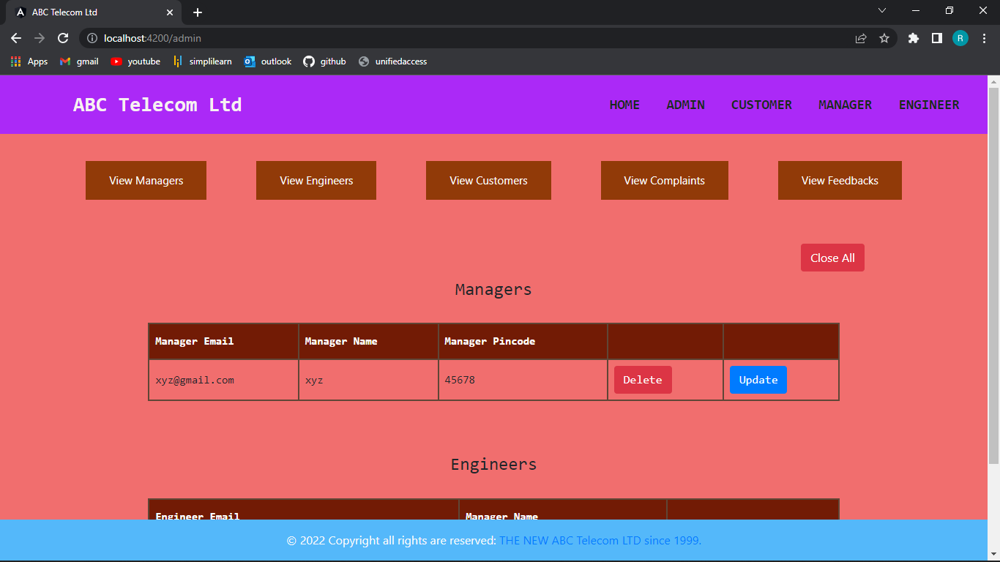 ABC Telecom Ltd
localhost:4200/admin
R
Apps gmail youtube simplilearn outlook github unifiedaccess
ABC Telecom Ltd HOME ADMIN CUSTOMER MANAGER ENGINEER
View Managers View Engineers View Customers View Complaints View Feedbacks
Close All
Managers
Manager Email Manager Name Manager Pincode
xyz@gmail.com xyz 45678 Delete Update
Engineers
Engineer Email Manager Name
© 2022 Copyright all rights are reserved: THE NEW ABC Telecom LTD since 1999.